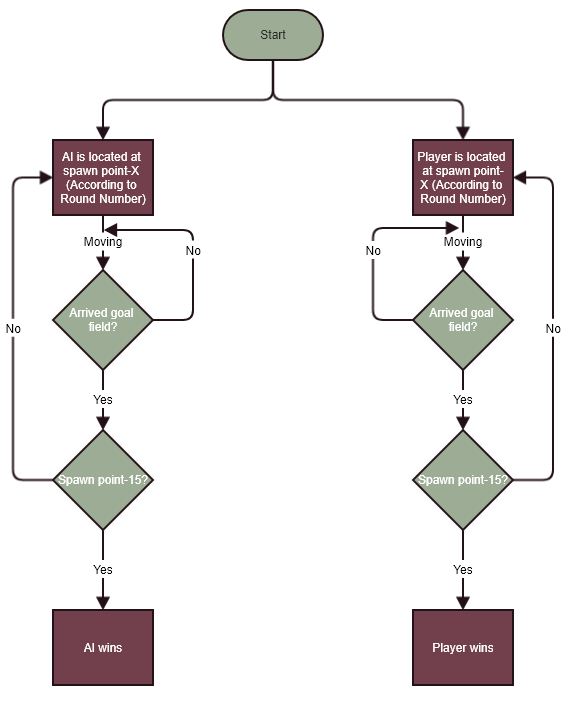 Start
AI is located at
spawn point-X
(According to
Round Number)
Moving
No
Arrived goal
field?
No
Yes
Spawn point-15?
Yes
AI wins
Player is located
at spawn point-
X (According to
Round Number)
Moving
No
Arrived goal
field?
No
Yes
Spawn point-15?
Yes
Player wins